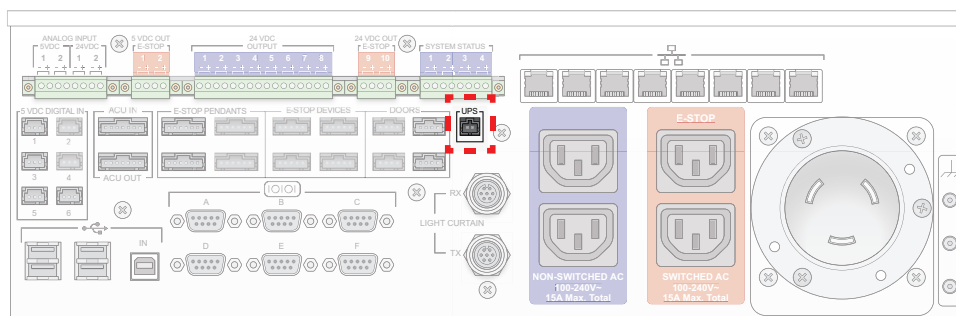 ANALOG INPUT
5VDC 24VDC
1 2 1 2
- + - + - + - +
5 VDC OUT
E-STOP
1 2
- + - +
24 VDC
OUTPUT
1 2 3 4 5 6 7 8
- + - + - + - + - + - + - + - +
24 VDC OUT
E-STOP
9 10
- + - +
SYSTEM STATUS
1 2 3 4
- + - + - + - +
5 VDC DIGITAL IN
1 2
3 4
5 6
ACU IN
ACU OUT
E-STOP PENDANTS
E-STOP DEVICES
DOORS
UPS
IOIOI
A B C
D E F
IN
RX
LIGHT CURTAIN
TX
NON-SWITCHED AC
100-240V~
15A Max. Total
E-STOP
SWITCHED AC
100-240V~
15A Max. Total